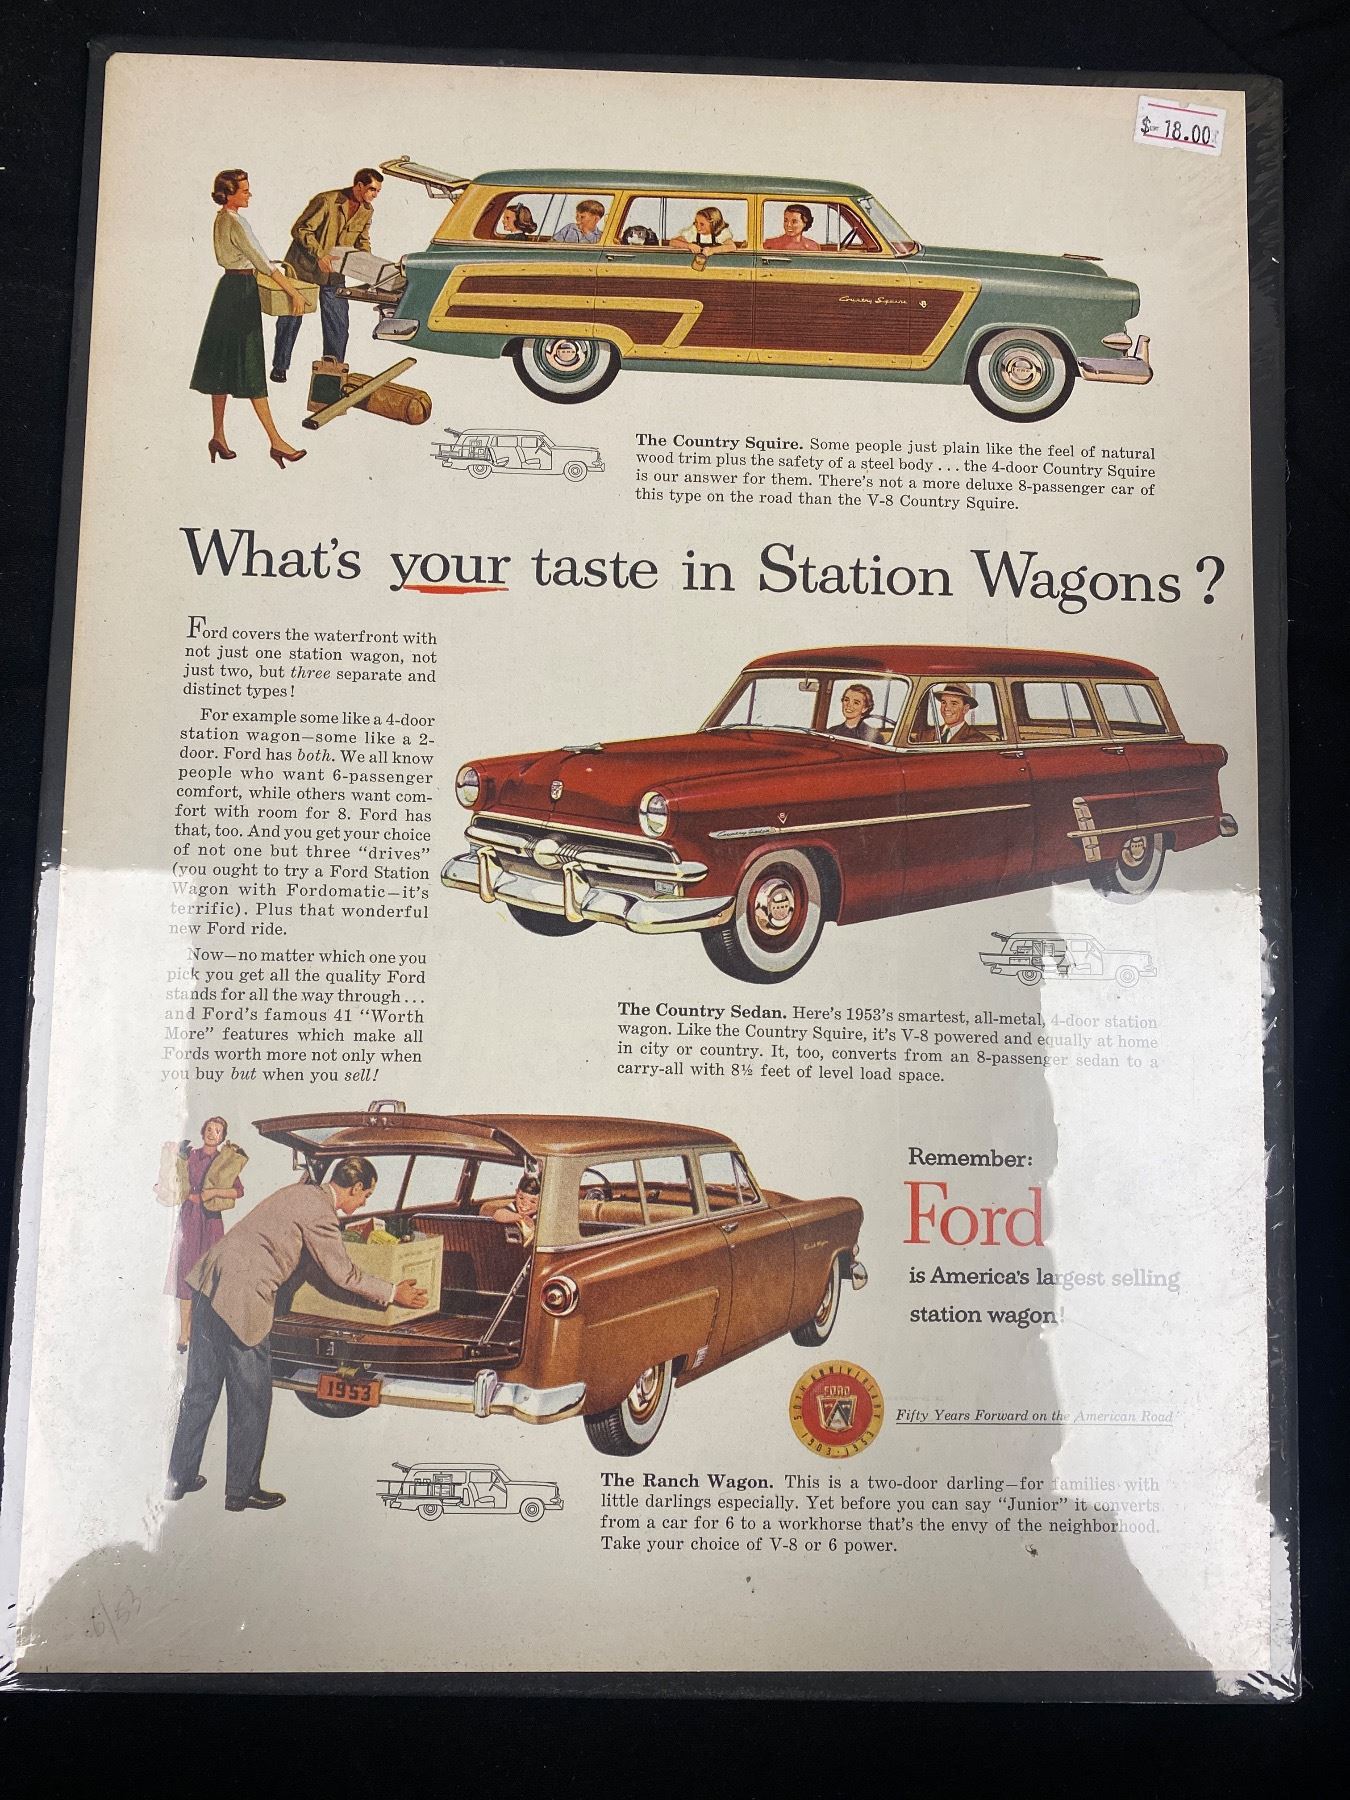 $ 18.00
Country Squire
The Country Squire. Some people just plain like the feel of natural
wood trim plus the safety of a steel body . . . the 4-door Country Squire
is our answer for them. There's not a more deluxe 8-passenger car of
this type on the road than the V-8 Country Squire.
What's your taste in Station Wagons?
Ford covers the waterfront with
not just one station wagon, not
just two, but three separate and
distinct types!
For example some like a 4-door
station wagon—some like a 2-
door. Ford has both. We all know
people who want 6-passenger
comfort, while others want com-
fort with room for 8. Ford has
that, too. And you get your choice
of not one but three “drives”
(you ought to try a Ford Station
Wagon with Fordomatic—it's
terrific). Plus that wonderful
new Ford ride.
Now—no matter which one you
pick you get all the quality Ford
stands for all the way through . . .
and Ford's famous 41 “Worth
More” features which make all
Fords worth more not only when
you buy but when you sell!
Country Sedan
The Country Sedan. Here's 1953's smartest, all-metal, 4-door station
wagon. Like the Country Squire, it's V-8 powered and equally at home
in city or country. It, too, converts from an 8-passenger sedan to a
carry-all with 8½ feet of level load space.
Remember:
Ford
is America's largest selling
station wagon!
Ranch Wagon
1953
50TH ANNIVERSARY
FORD
1903-1953
Fifty Years Forward on the American Road
The Ranch Wagon. This is a two-door darling—for families with
little darlings especially. Yet before you can say “Junior” it converts
from a car for 6 to a workhorse that's the envy of the neighborhood.
Take your choice of V-8 or 6 power.
6/53